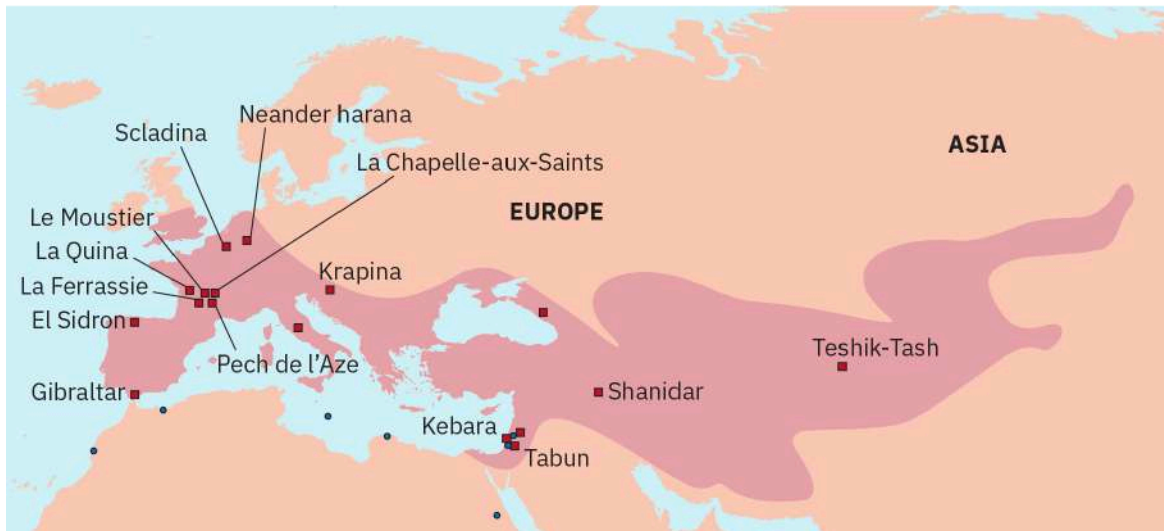 Neander harana
Scladina
ASIA
La Chapelle-aux-Saints
EUROPE
Le Moustier
La Quina
Krapina
La Ferrassie
El Sidron
Pech de l’Aze
Teshik-Tash
Gibraltar
Shanidar
Kebara
Tabun